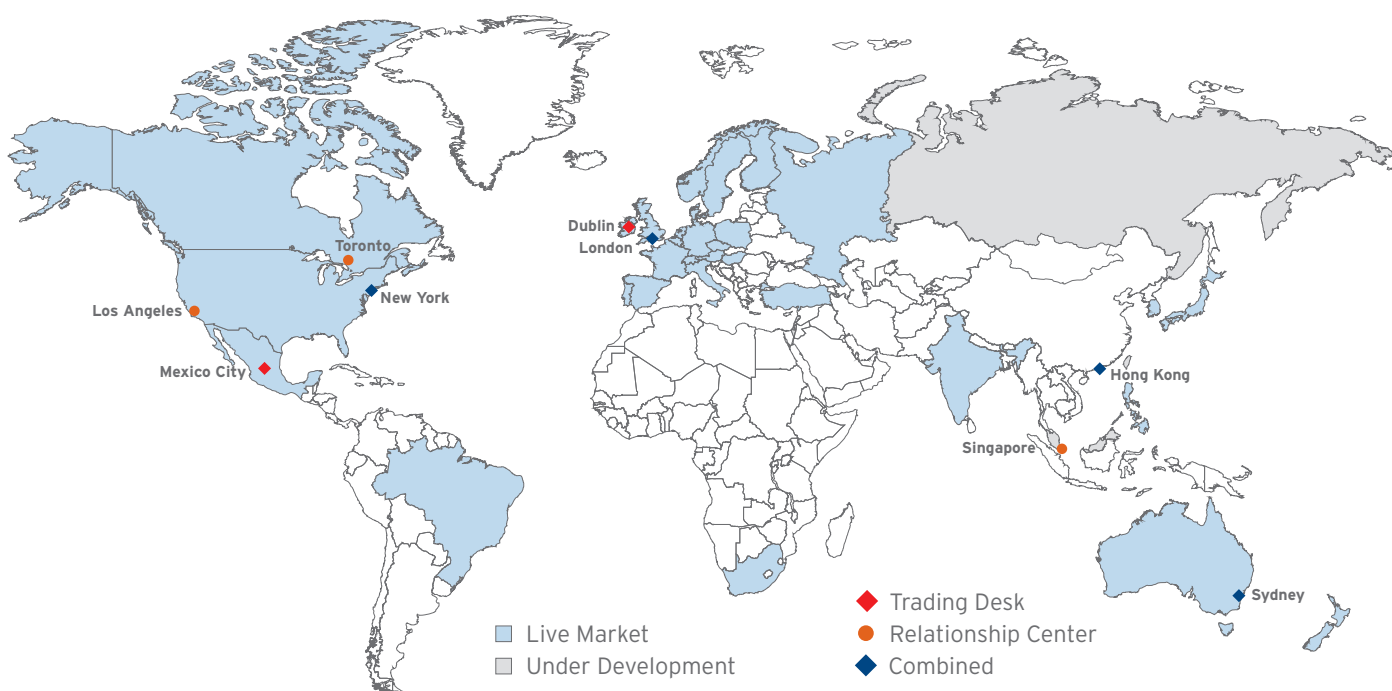 Toronto
Dublin
London
New York
Los Angeles
Mexico City
Hong Kong
Singapore
Sydney
Live Market
Under Development
Trading Desk
Relationship Center
Combined